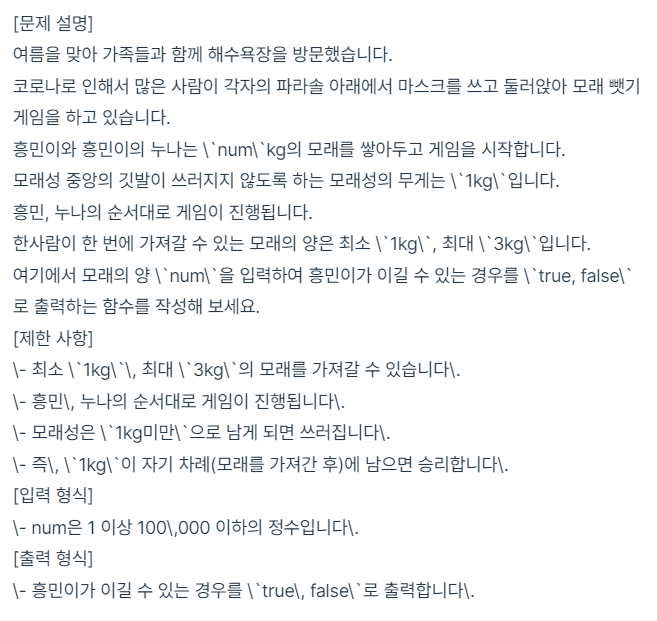 [문제 설명]
여름을 맞아 가족들과 함께 해수욕장을 방문했습니다.
코로나로 인해서 많은 사람이 각자의 파라솔 아래에서 마스크를 쓰고 둘러앉아 모래 뺏기
게임을 하고 있습니다.
흥민이와 흥민이의 누나는 \`num\`kg의 모래를 쌓아두고 게임을 시작합니다.
모래성 중앙의 깃발이 쓰러지지 않도록 하는 모래성의 무게는 \`1kg\`입니다.
흥민, 누나의 순서대로 게임이 진행됩니다.
한사람이 한 번에 가져갈 수 있는 모래의 양은 최소 \`1kg\`, 최대 \`3kg\`입니다.
여기에서 모래의 양 \`num\`을 입력하여 흥민이가 이길 수 있는 경우를 \`true, false\`
로 출력하는 함수를 작성해 보세요.
[제한 사항]
\- 최소 \`1kg\`\, 최대 \`3kg\`의 모래를 가져갈 수 있습니다\.
\- 흥민\, 누나의 순서대로 게임이 진행됩니다\.
\- 모래성은 \`1kg미만\`으로 남게 되면 쓰러집니다\.
\- 즉\, \`1kg\`이 자기 차례(모래를 가져간 후)에 남으면 승리합니다\.
[입력 형식]
\- num은 1 이상 100\,000 이하의 정수입니다\.
[출력 형식]
\- 흥민이가 이길 수 있는 경우를 \`true\, false\`로 출력합니다\.